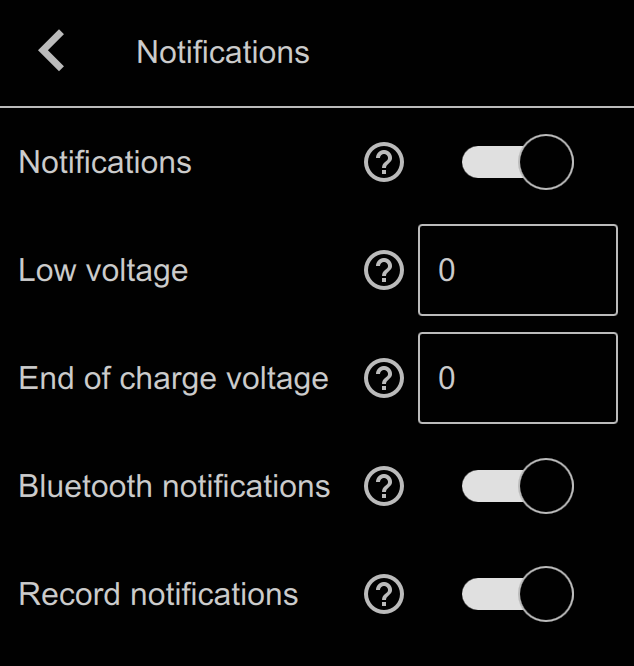 Notifications
Notifications
Low voltage 0
End of charge voltage 0
Bluetooth notifications
Record notifications